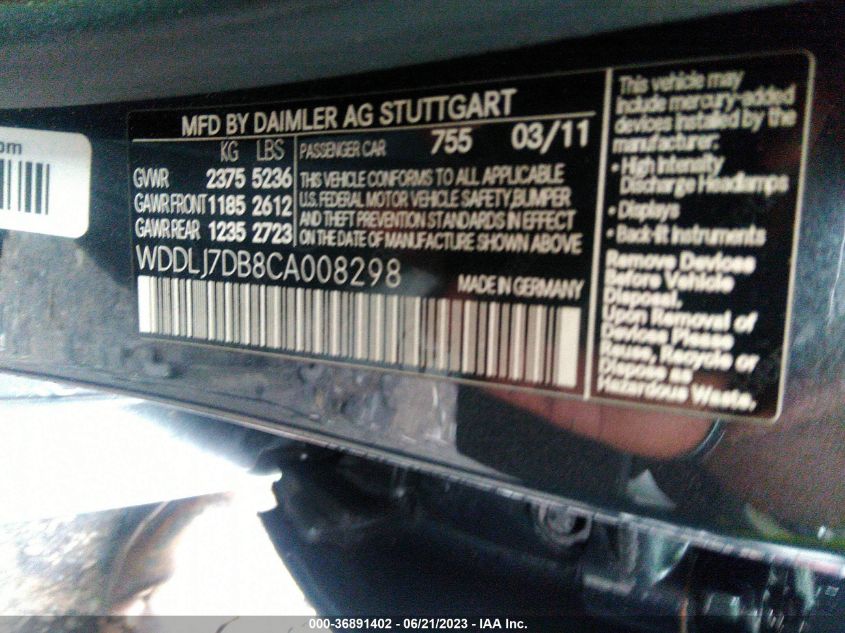 om
MFD BY DAIMLER AG STUTTGART
KG LBS
GVWR 2375 5236
GAWR FRONT 1185 2612
GAWR REAR 1235 2723
PASSENGER CAR 755 03/11
THIS VEHICLE CONFORMS TO ALL APPLICABLE
U.S. FEDERAL MOTOR VEHICLE SAFETY, BUMPER
AND THEFT PREVENTION STANDARDS IN EFFECT
ON THE DATE OF MANUFACTURE SHOWN ABOVE
WDDLJ7DB8CA008298 MADE IN GERMANY
This vehicle may
include mercury-added
devices installed by the
manufacturer:
• High Intensity
Discharge Headlamps
• Displays
• Back-lit Instruments
Remove Devices
Before Vehicle
Disposal.
Upon Removal of
Devices Please
Reuse, Recycle or
Dispose as
Hazardous Waste.
000-36891402 - 06/21/2023 - IAA Inc.